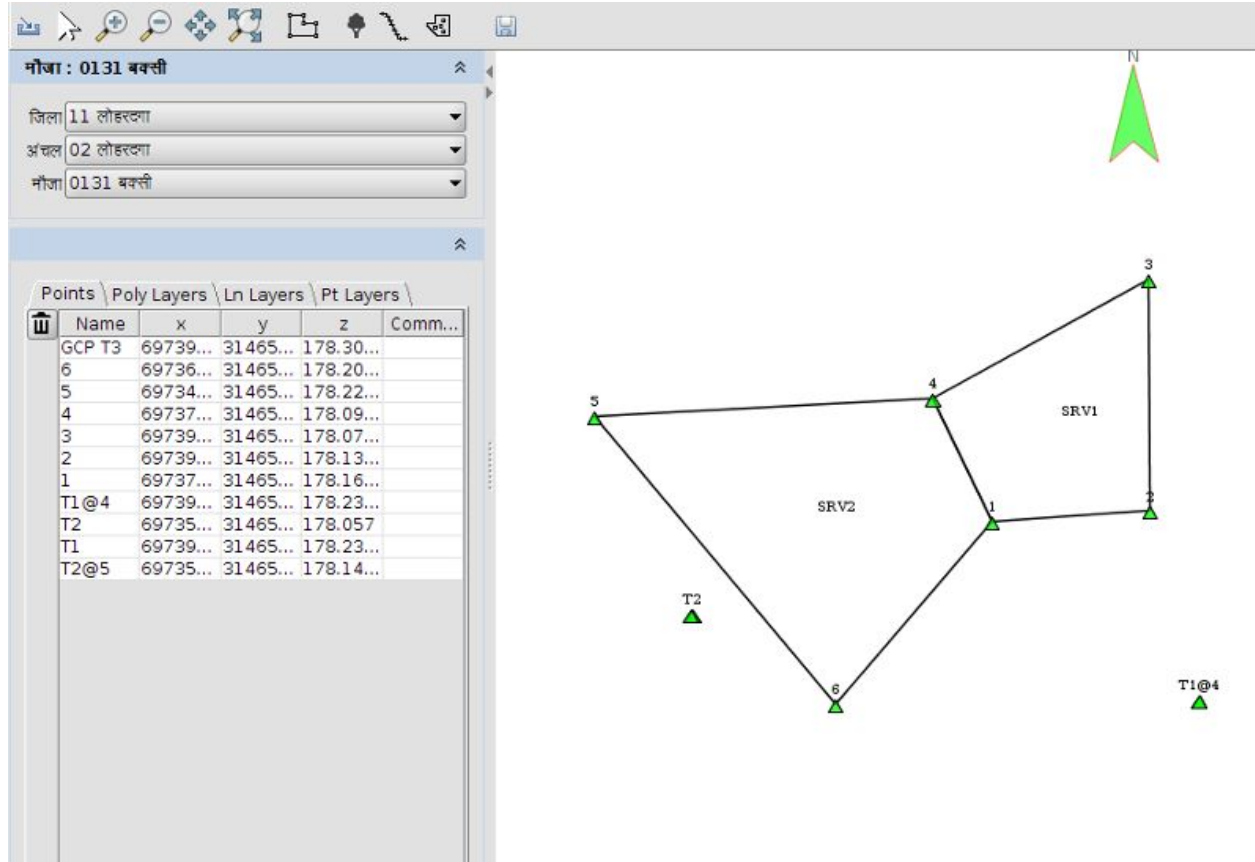 मौजा : 0131 बक्सी
जिला 11 लोहरदगा
अंचल 02 लोहरदगा
मौजा 0131 बक्सी
Points Poly Layers Ln Layers Pt Layers
Name x y z Comm...
GCP T3 69739... 31465... 178.30...
6 69736... 31465... 178.20...
5 69734... 31465... 178.22...
4 69737... 31465... 178.09...
3 69739... 31465... 178.07...
2 69739... 31465... 178.13...
1 69737... 31465... 178.16...
T1@4 69739... 31465... 178.23...
T2 69735... 31465... 178.057
T1 69739... 31465... 178.23...
T2@5 69735... 31465... 178.14...
N
3
4
5
SRV1
2
1
SRV2
T2
6
T1@4